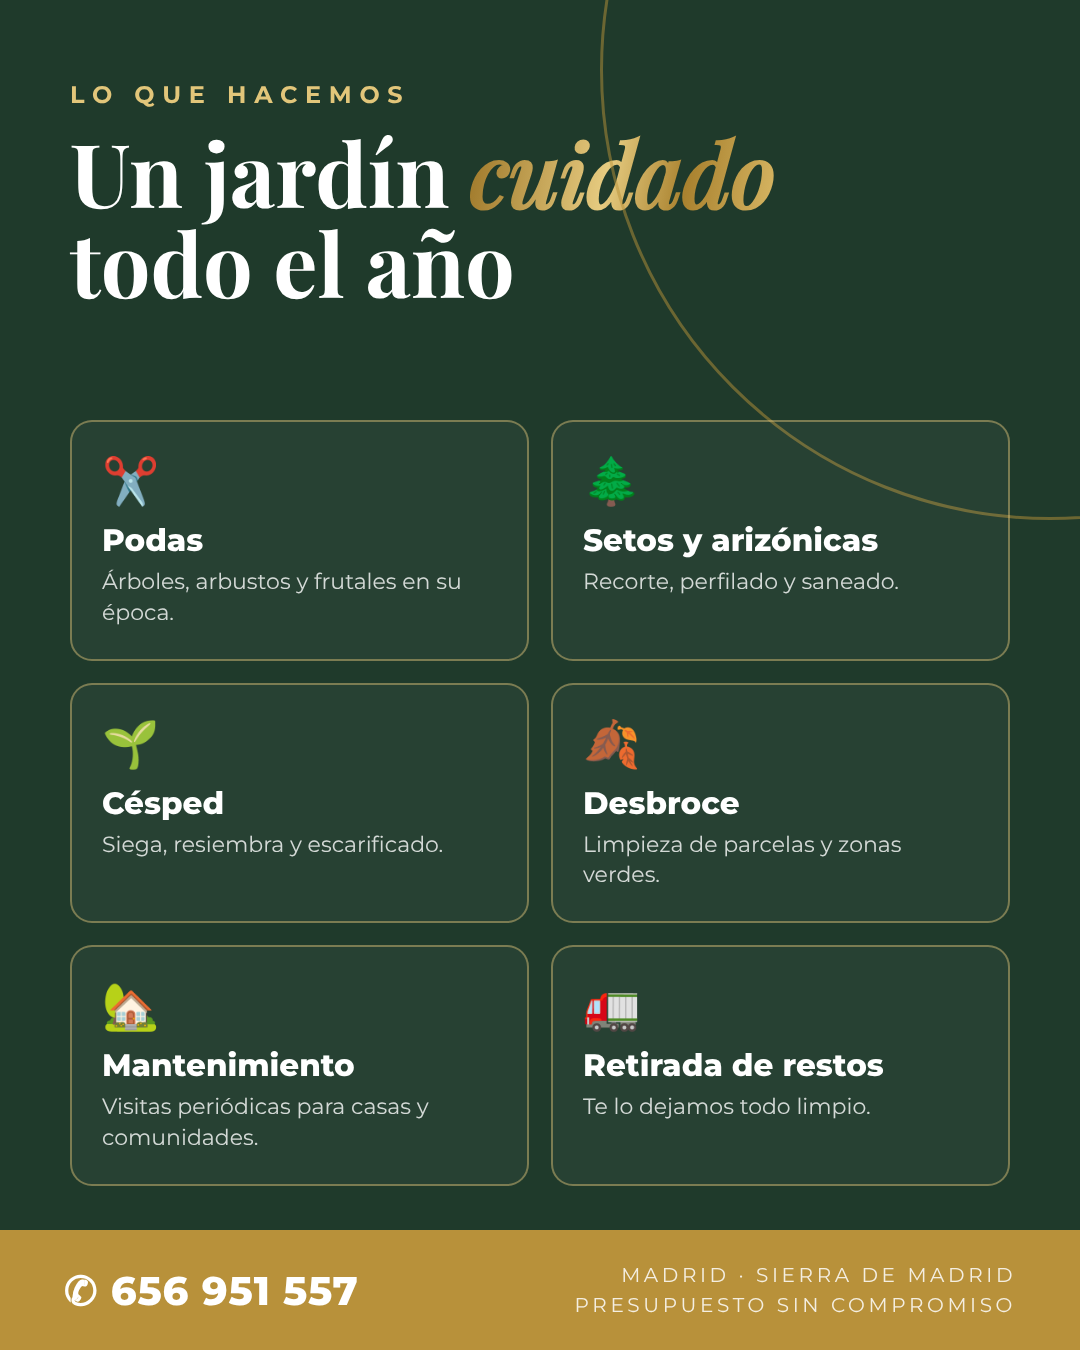 LO QUE HACEMOS
Un jardín cuidado
todo el año
Podas
Árboles, arbustos y frutales en su
época.
Setos y arizónicas
Recorte, perfilado y saneado.
Césped
Siega, resiembra y escarificado.
Desbroce
Limpieza de parcelas y zonas
verdes.
Mantenimiento
Visitas periódicas para casas y
comunidades.
Retirada de restos
Te lo dejamos todo limpio.
✆ 656 951 557
MADRID · SIERRA DE MADRID
PRESUPUESTO SIN COMPROMISO